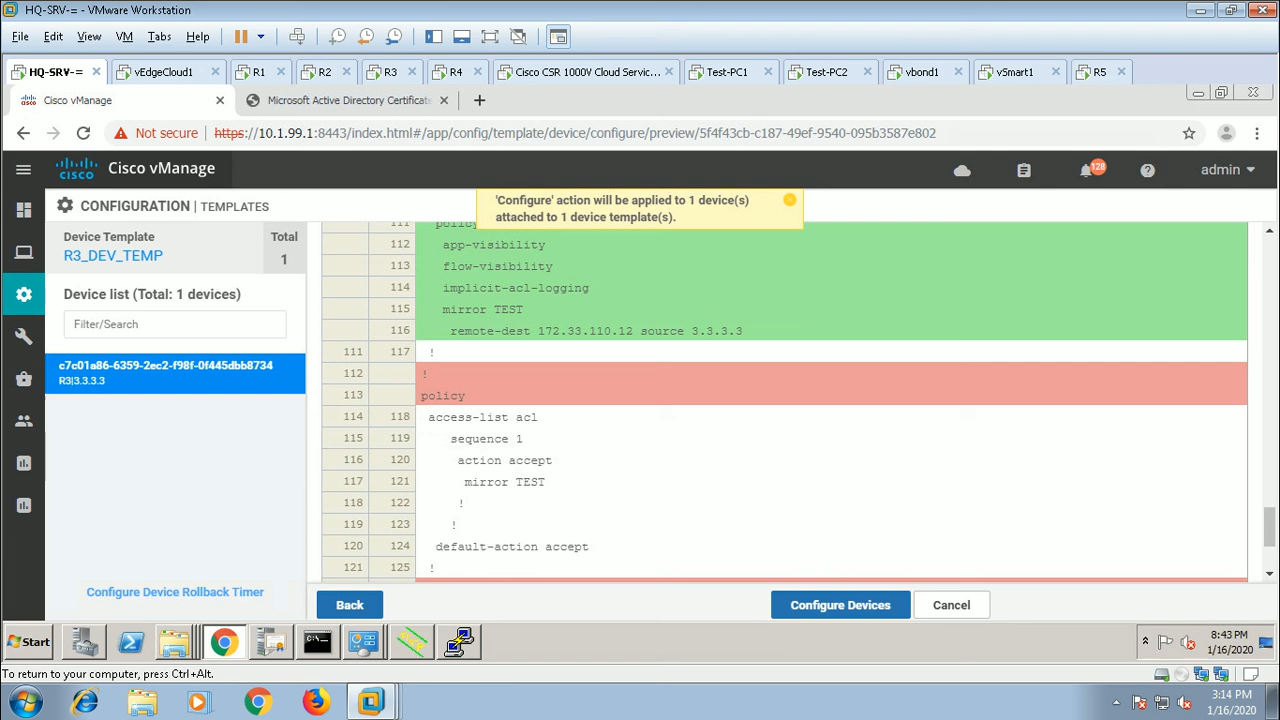 HQ-SRV-= - VMware Workstation
File Edit View VM Tabs Help
HQ-SRV-= vEdgeCloud1 R1 R2 R3 R4 Cisco CSR 1000V Cloud Servic... Test-PC1 Test-PC2 vbond1 vSmart1 R5
Cisco vManage Microsoft Active Directory Certificate
Not secure https://10.1.99.1:8443/index.html#/app/config/template/device/configure/preview/5f4f43cb-c187-49ef-9540-095b3587e802
CISCO Cisco vManage 128 admin
CONFIGURATION | TEMPLATES
'Configure' action will be applied to 1 device(s)
attached to 1 device template(s).
Device Template Total
R3_DEV_TEMP 1
Device list (Total: 1 devices)
Filter/Search
c7c01a86-6359-2ec2-f98f-0f445dbb8734
R3|3.3.3.3
Configure Device Rollback Timer
111 policy
112 app-visibility
113 flow-visibility
114 implicit-acl-logging
115 mirror TEST
116 remote-dest 172.33.110.12 source 3.3.3.3
111 117 !
112 !
113 policy
114 118 access-list acl
115 119 sequence 1
116 120 action accept
117 121 mirror TEST
118 122 !
119 123 !
120 124 default-action accept
121 125 !
Back Configure Devices Cancel
Start 8:43 PM
1/16/2020
To return to your computer, press Ctrl+Alt.
3:14 PM
1/16/2020